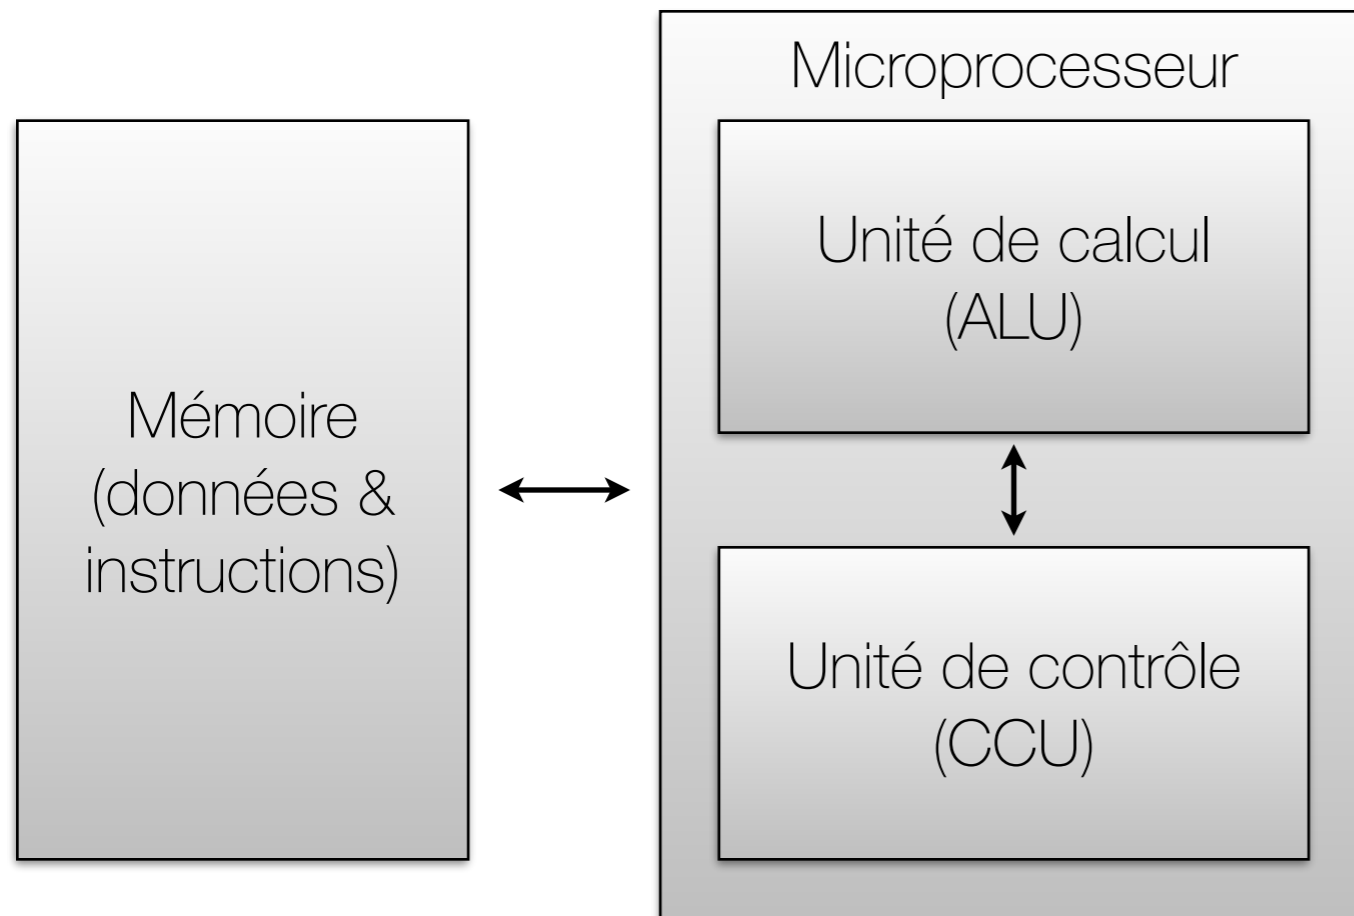 Microprocesseur
Mémoire
(données &
instructions)
Unité de calcul
(ALU)
Unité de contrôle
(CCU)